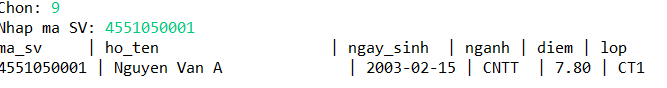 Chon: 9
Nhap ma SV: 4551050001
ma_sv | ho_ten | ngay_sinh | nganh | diem | lop
4551050001 | Nguyen Van A | 2003-02-15 | CNTT | 7.80 | CT1